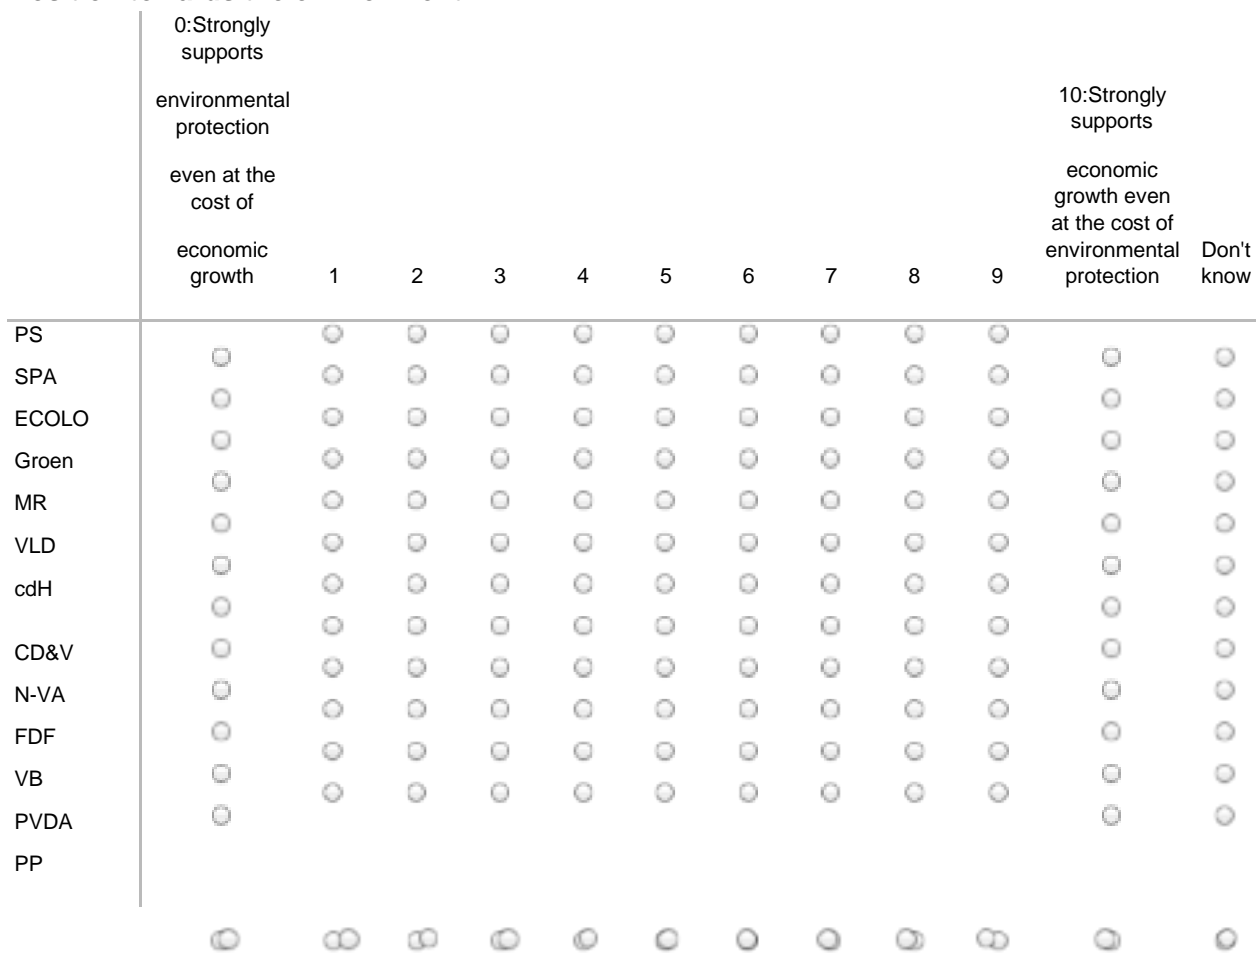 0:Strongly
supports
environmental
protection
even at the
cost of
economic
growth
1
2
3
4
5
6
7
8
9
10:Strongly
supports
economic
growth even
at the cost of
environmental
protection
Don't
know
PS
SPA
ECOLO
Groen
MR
VLD
cdH
CD&V
N-VA
FDF
VB
PVDA
PP